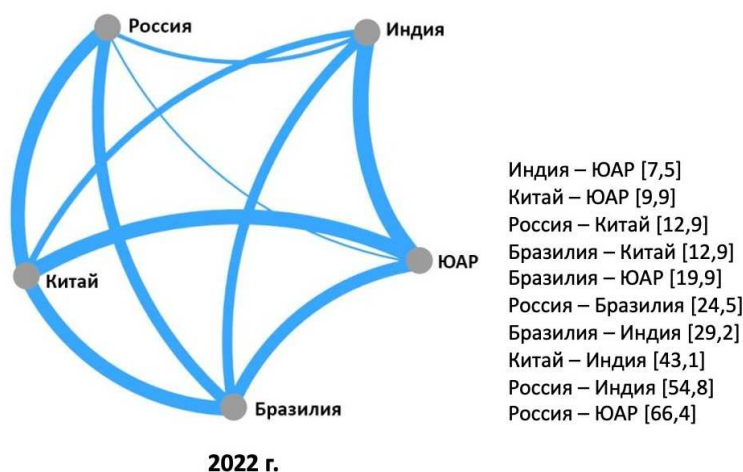 Россия
Индия
ЮАР
Китай
Бразилия
2022 г.
Индия – ЮАР [7,5]
Китай – ЮАР [9,9]
Россия – Китай [12,9]
Бразилия – Китай [12,9]
Бразилия – ЮАР [19,9]
Россия – Бразилия [24,5]
Бразилия – Индия [29,2]
Китай – Индия [43,1]
Россия – Индия [54,8]
Россия – ЮАР [66,4]